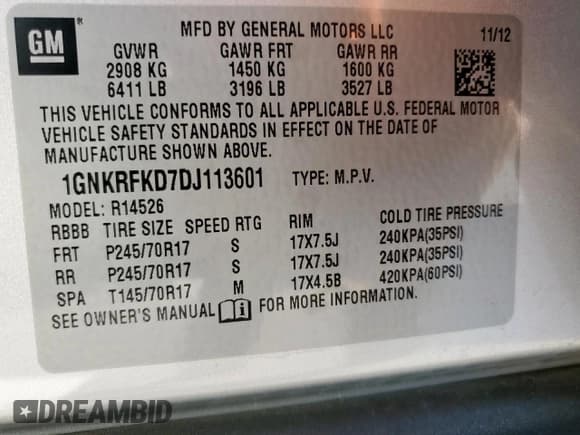 GM ®
MFD BY GENERAL MOTORS LLC 11/12
GVWR GAWR FRT GAWR RR
2908 KG 1450 KG 1600 KG
6411 LB 3196 LB 3527 LB
THIS VEHICLE CONFORMS TO ALL APPLICABLE U.S. FEDERAL MOTOR
VEHICLE SAFETY STANDARDS IN EFFECT ON THE DATE OF
MANUFACTURE SHOWN ABOVE.
1GNKRFKD7DJ113601 TYPE: M.P.V.
MODEL: R14526
RBBB TIRE SIZE SPEED RTG RIM COLD TIRE PRESSURE
FRT P245/70R17 S 17X7.5J 240KPA(35PSI)
RR P245/70R17 S 17X7.5J 240KPA(35PSI)
SPA T145/70R17 M 17X4.5B 420KPA(60PSI)
SEE OWNER'S MANUAL i FOR MORE INFORMATION.
DREAMBID